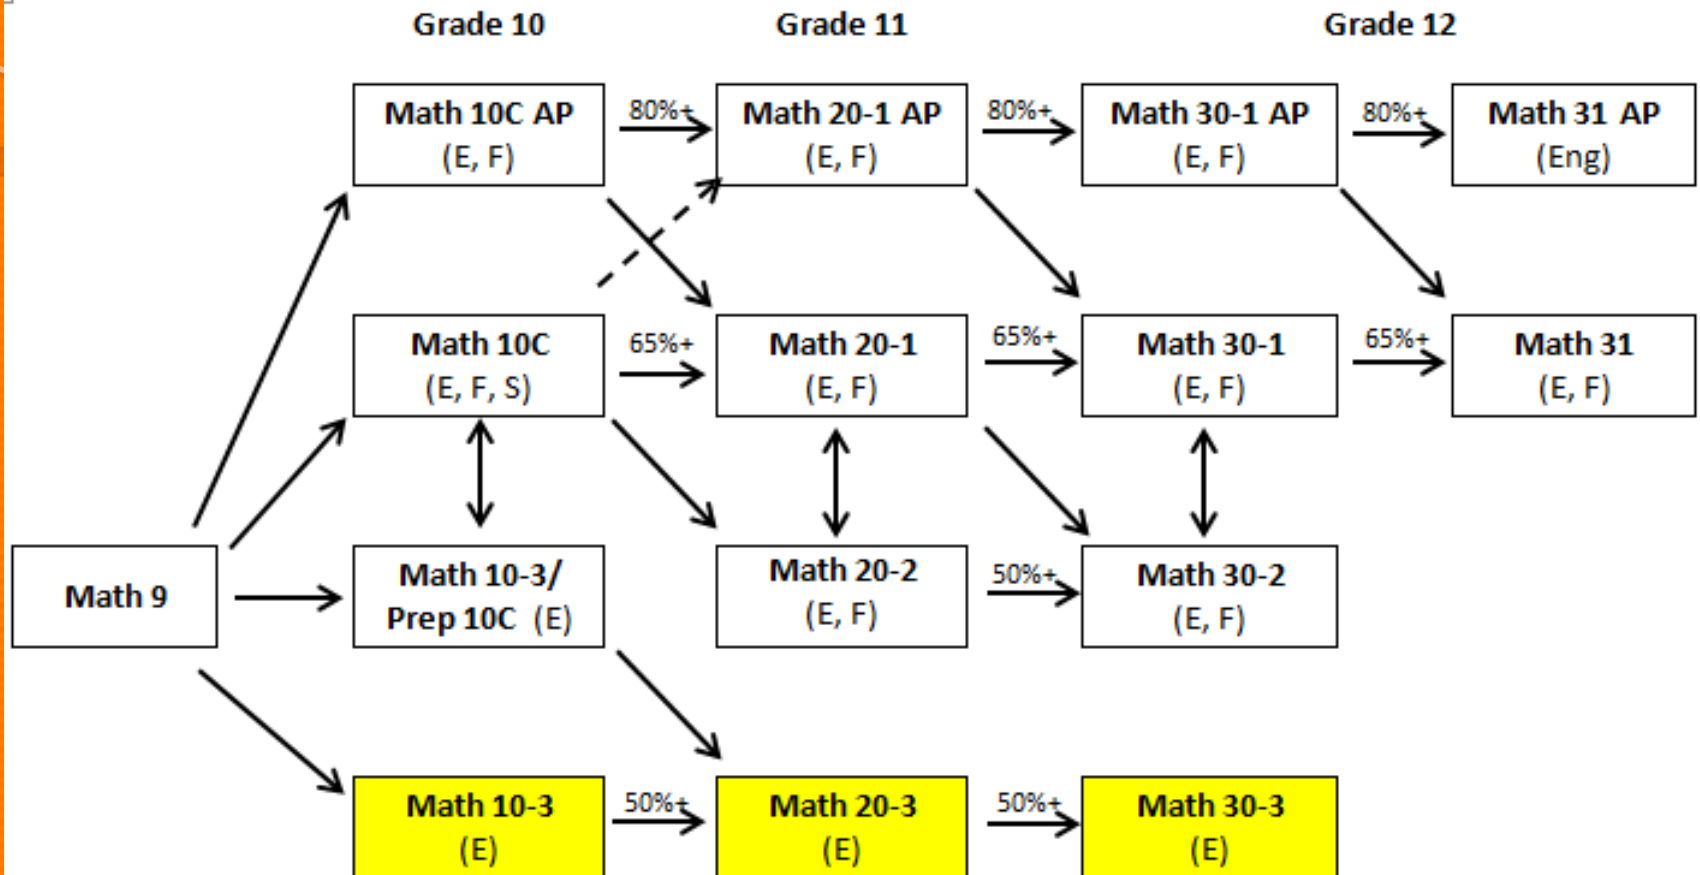 Grade 10
Grade 11
Grade 12
Math 10C AP
(E, F)
80%+
Math 20-1 AP
(E, F)
80%+
Math 30-1 AP
(E, F)
80%+
Math 31 AP
(Eng)
Math 10C
(E, F, S)
65%+
Math 20-1
(E, F)
65%+
Math 30-1
(E, F)
65%+
Math 31
(E, F)
Math 9
Math 10-3/
Prep 10C (E)
Math 20-2
(E, F)
50%+
Math 30-2
(E, F)
Math 10-3
(E)
50%+
Math 20-3
(E)
50%+
Math 30-3
(E)